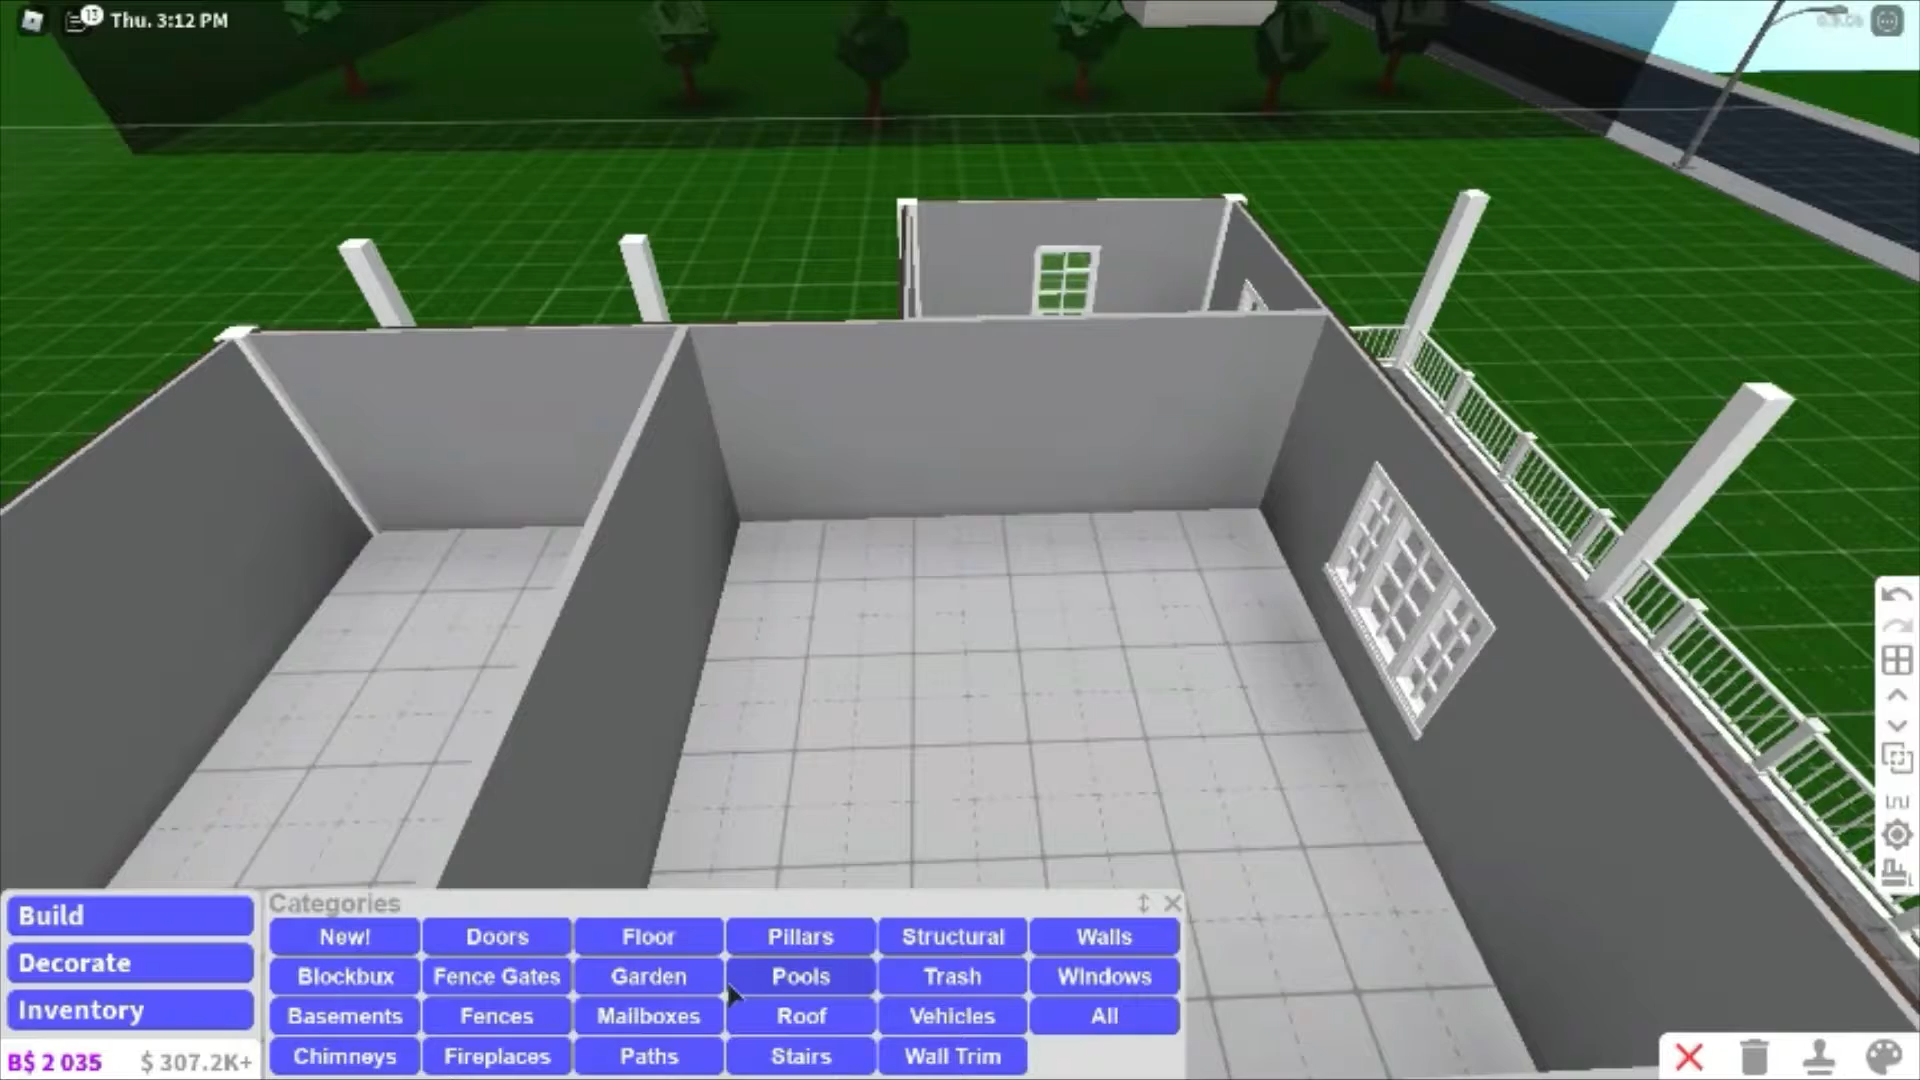 13 Thu. 3:12 PM
Build
Decorate
Inventory
B$ 2 035 $ 307.2K+
Categories
New! Doors Floor Pillars Structural Walls
Blockbux Fence Gates Garden Pools Trash Windows
Basements Fences Mailboxes Roof Vehicles All
Chimneys Fireplaces Paths Stairs Wall Trim